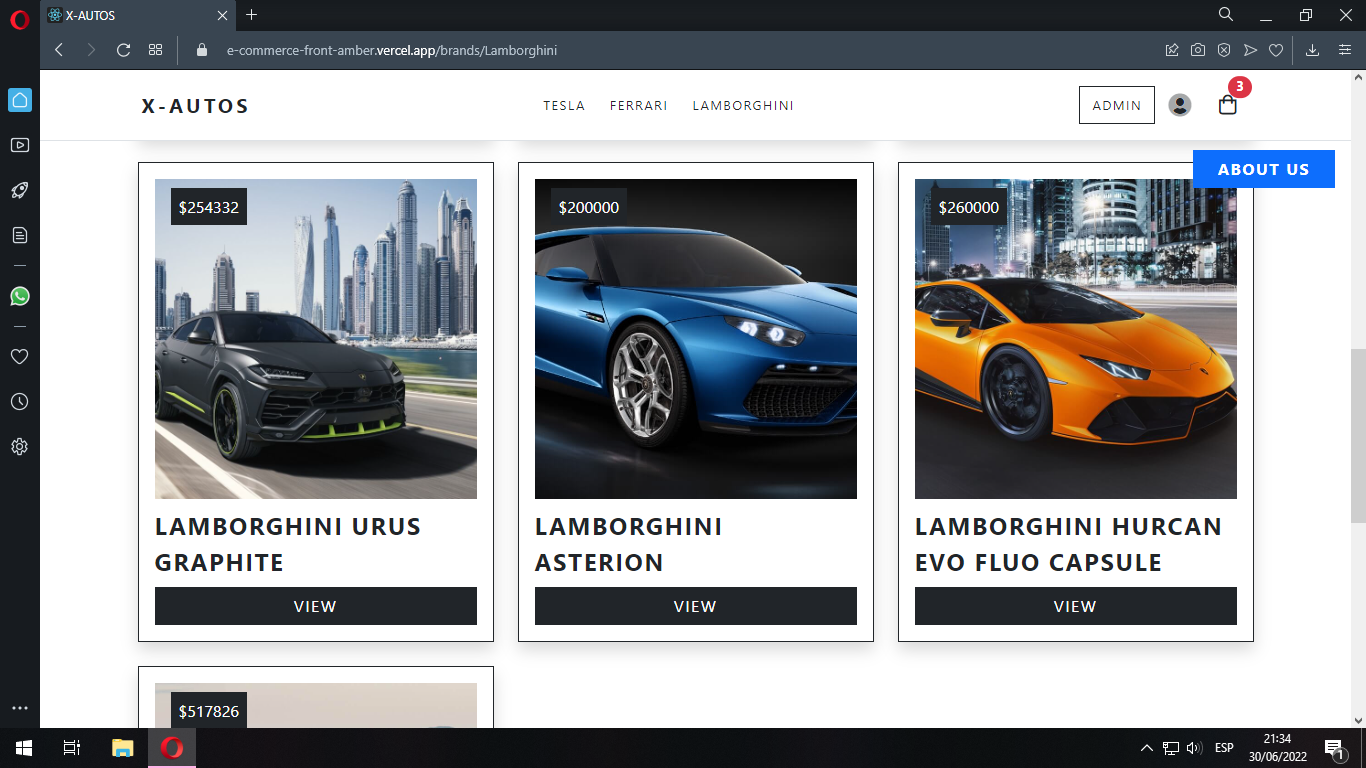 X-AUTOS
e-commerce-front-amber.vercel.app/brands/Lamborghini
X-AUTOS
TESLA
FERRARI
LAMBORGHINI
ADMIN
3
ABOUT US
$254332
$200000
$260000
LAMBORGHINI URUS
GRAPHITE
LAMBORGHINI
ASTERION
LAMBORGHINI HURCAN
EVO FLUO CAPSULE
VIEW
VIEW
VIEW
$517826
ESP
21:34
30/06/2022
1